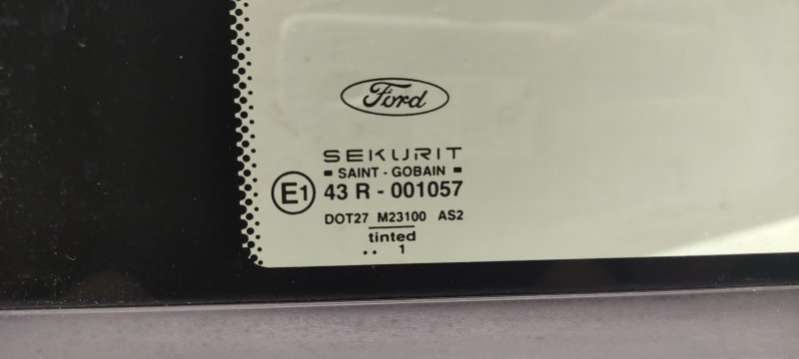 Ford
SEKURIT
SAINT - GOBAIN
E1 43 R - 001057
DOT27 M23100 AS2
tinted
.. 1